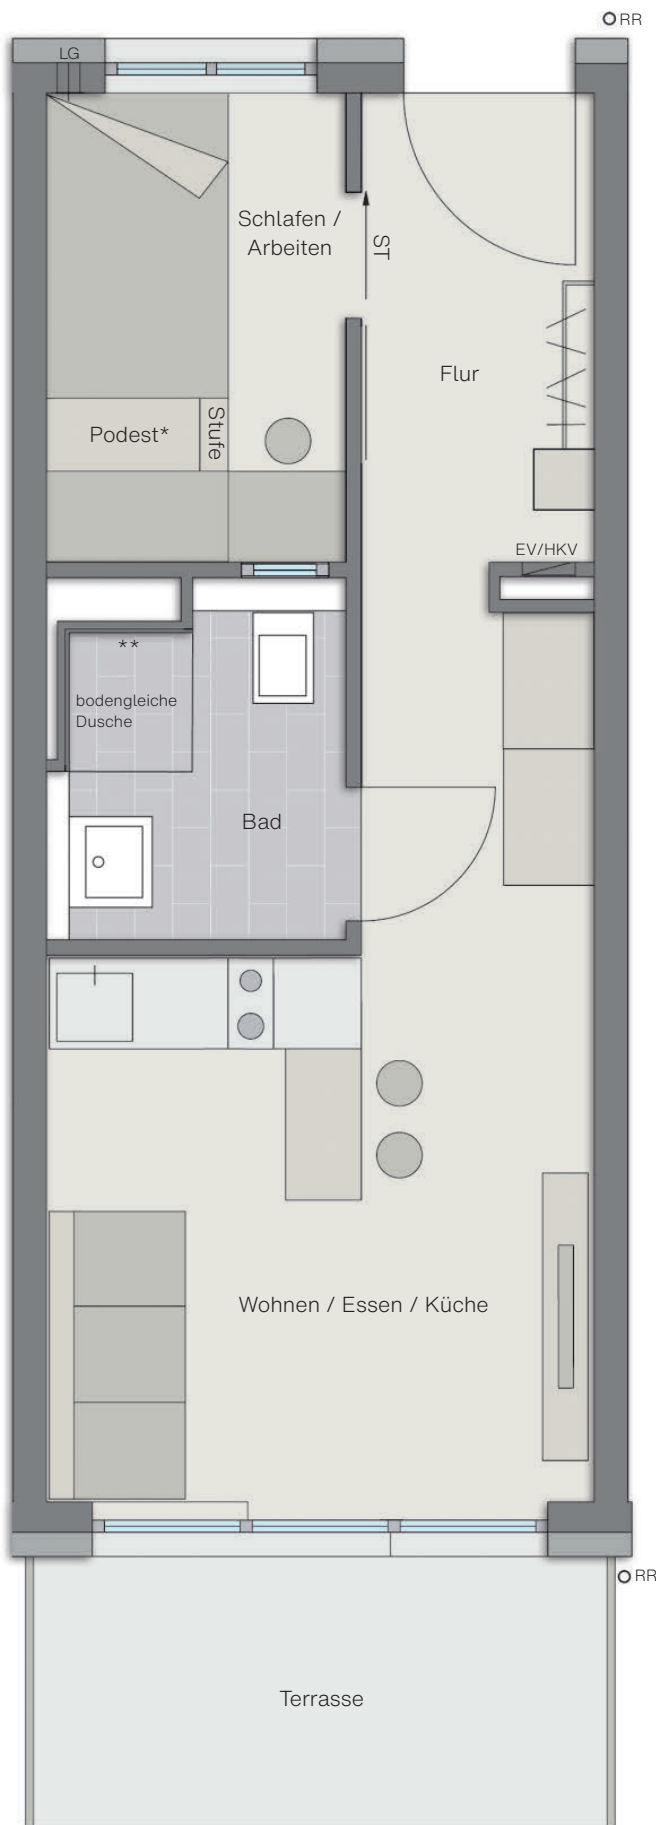 RR
LG
Schlafen /
Arbeiten
ST
Flur
Podest*
Stufe
EV/HKV
**
bodengleiche
Dusche
Bad
Wohnen / Essen / Küche
RR
Terrasse